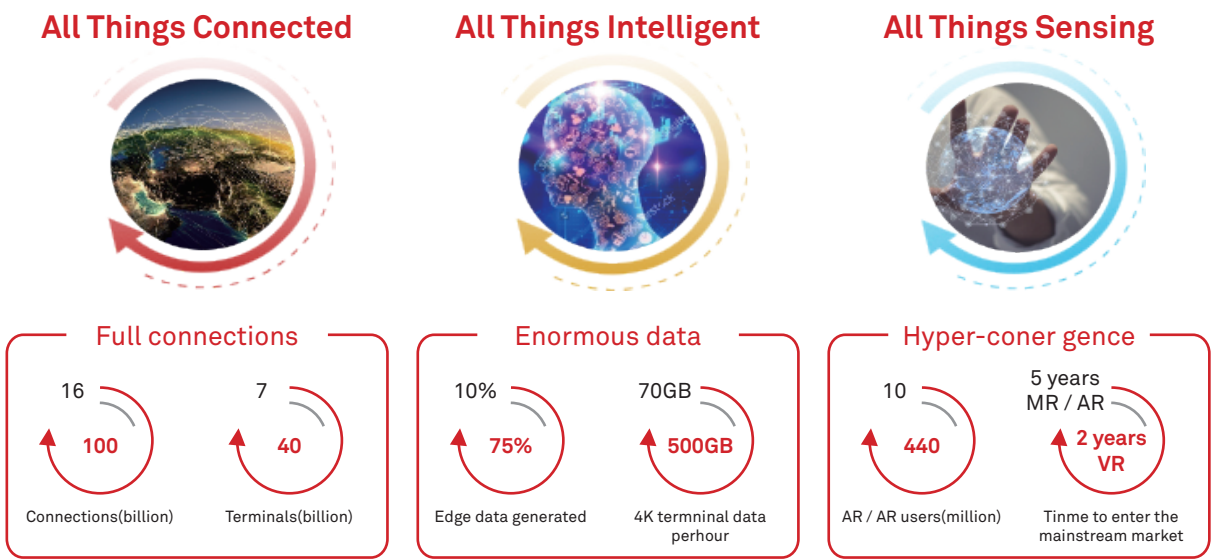 All Things Connected
All Things Intelligent
All Things Sensing
Full connections
16
100
Connections(billion)
7
40
Terminals(billion)
Enormous data
10%
75%
Edge data generated
70GB
500GB
4K termninal data
perhour
Hyper-coner gence
10
440
AR / AR users(million)
5 years
MR / AR
2 years
VR
Tinme to enter the
mainstream market